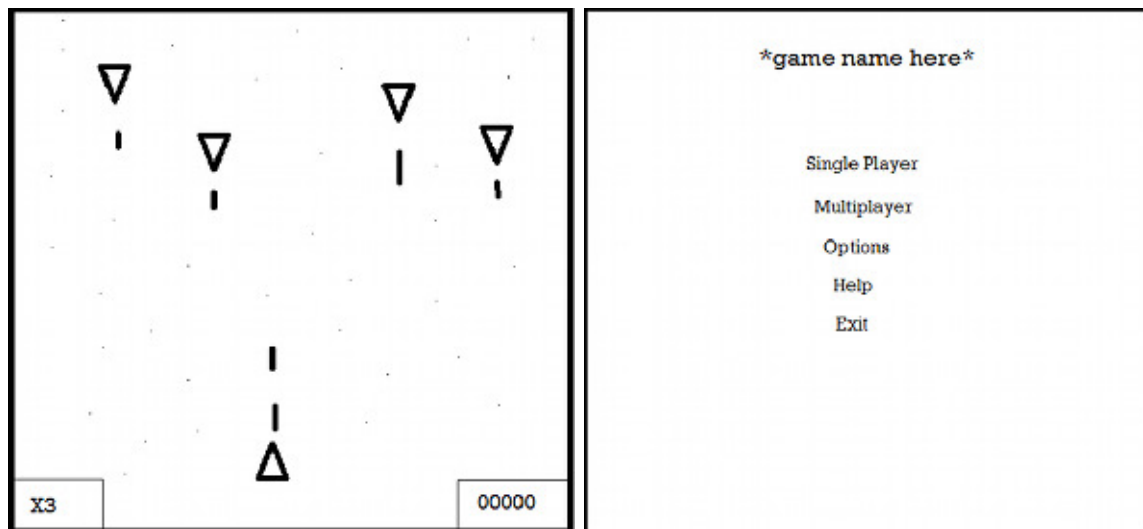 X3
00000
*game name here*
Single Player
Multiplayer
Options
Help
Exit